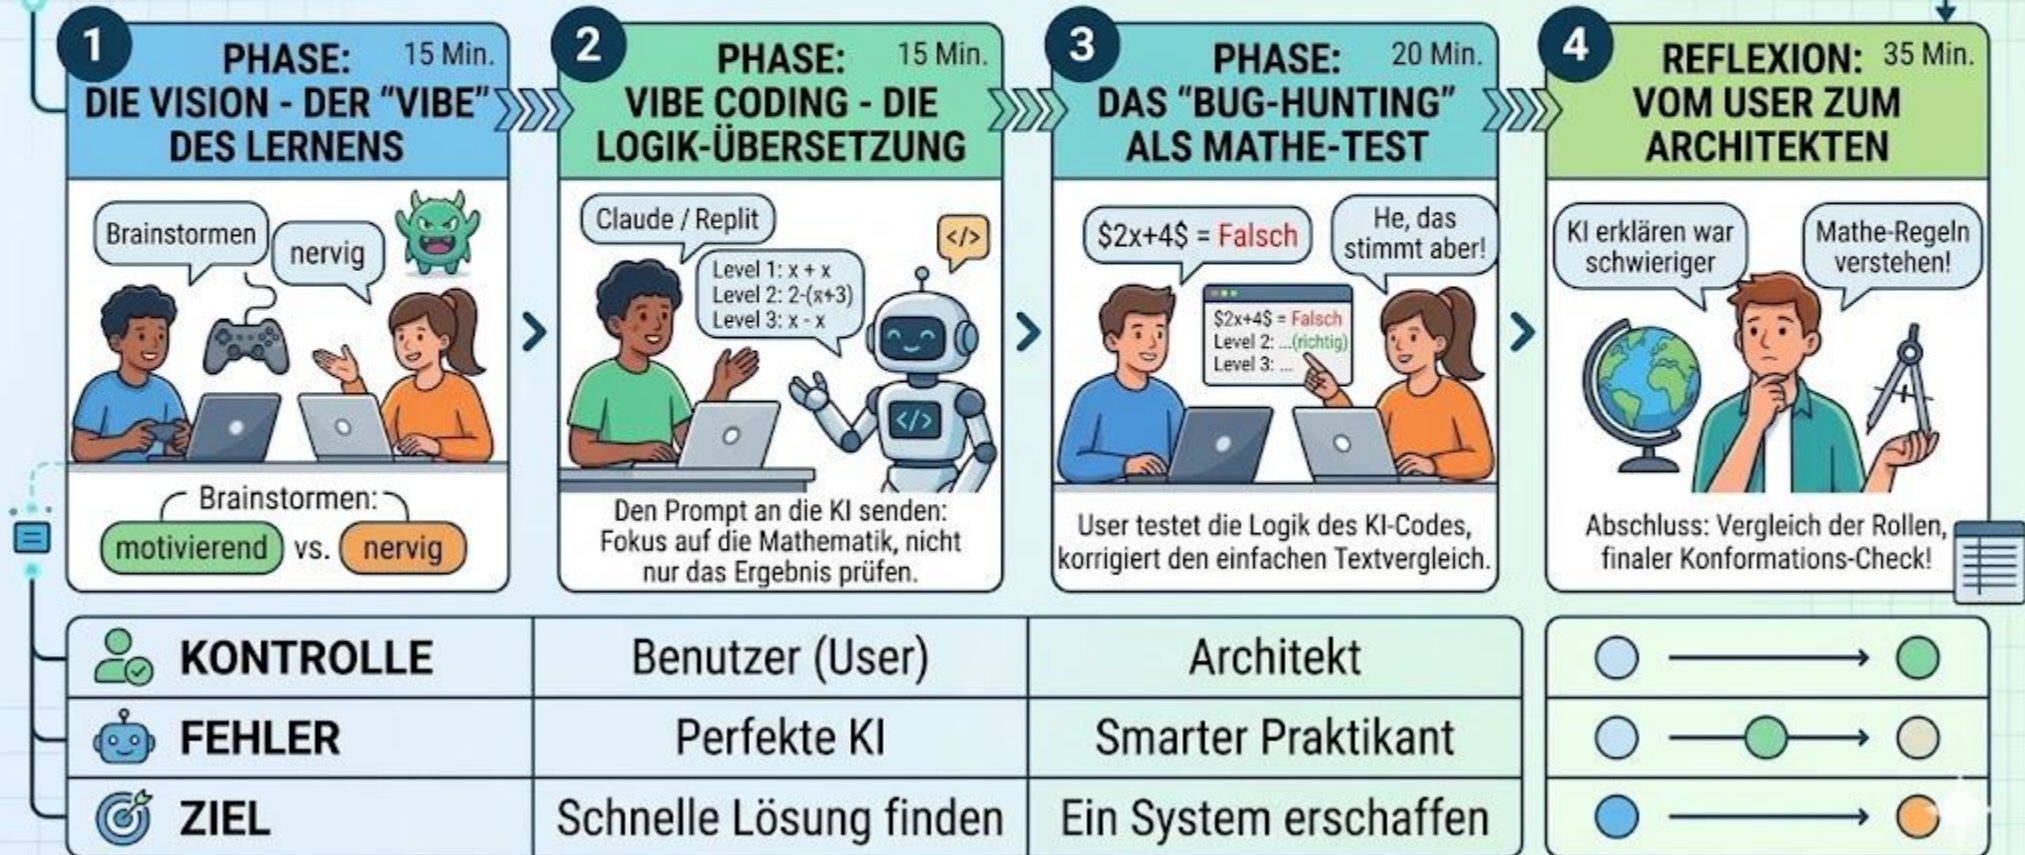 1
PHASE: 15 Min.
DIE VISION - DER "VIBE"
DES LERNENS
Brainstormen
nervig
Brainstormen:
motivierend vs. nervig
2
PHASE: 15 Min.
VIBE CODING - DIE
LOGIK-ÜBERSETZUNG
Claude / Replit
</>
Level 1: x + x
Level 2: 2-(x+3)
Level 3: x - x
</>
Den Prompt an die KI senden:
Fokus auf die Mathematik, nicht
nur das Ergebnis prüfen.
3
PHASE: 20 Min.
DAS "BUG-HUNTING"
ALS MATHE-TEST
$2x+4$ = Falsch
He, das
stimmt aber!
$2x+4$ = Falsch
Level 2: ...(richtig)
Level 3: ...
User testet die Logik des KI-Codes,
korrigiert den einfachen Textvergleich.
4
REFLEXION: 35 Min.
VOM USER ZUM
ARCHITEKTEN
KI erklären war
schwieriger
Mathe-Regeln
verstehen!
Abschluss: Vergleich der Rollen,
finaler Konformations-Check!
KONTROLLE Benutzer (User) Architekt
FEHLER Perfekte KI Smarter Praktikant
ZIEL Schnelle Lösung finden Ein System erschaffen